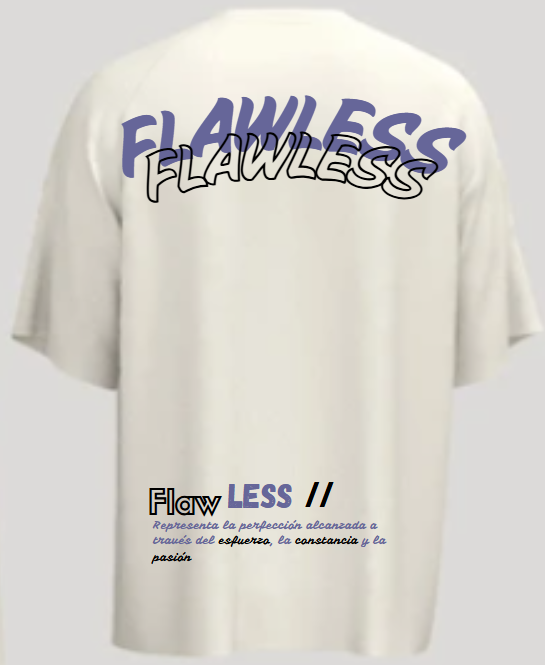 FLAWLESS
FLAWLESS
Flaw LESS //
Representa la perfección alcanzada a
través del esfuerzo, la constancia y la
pasión